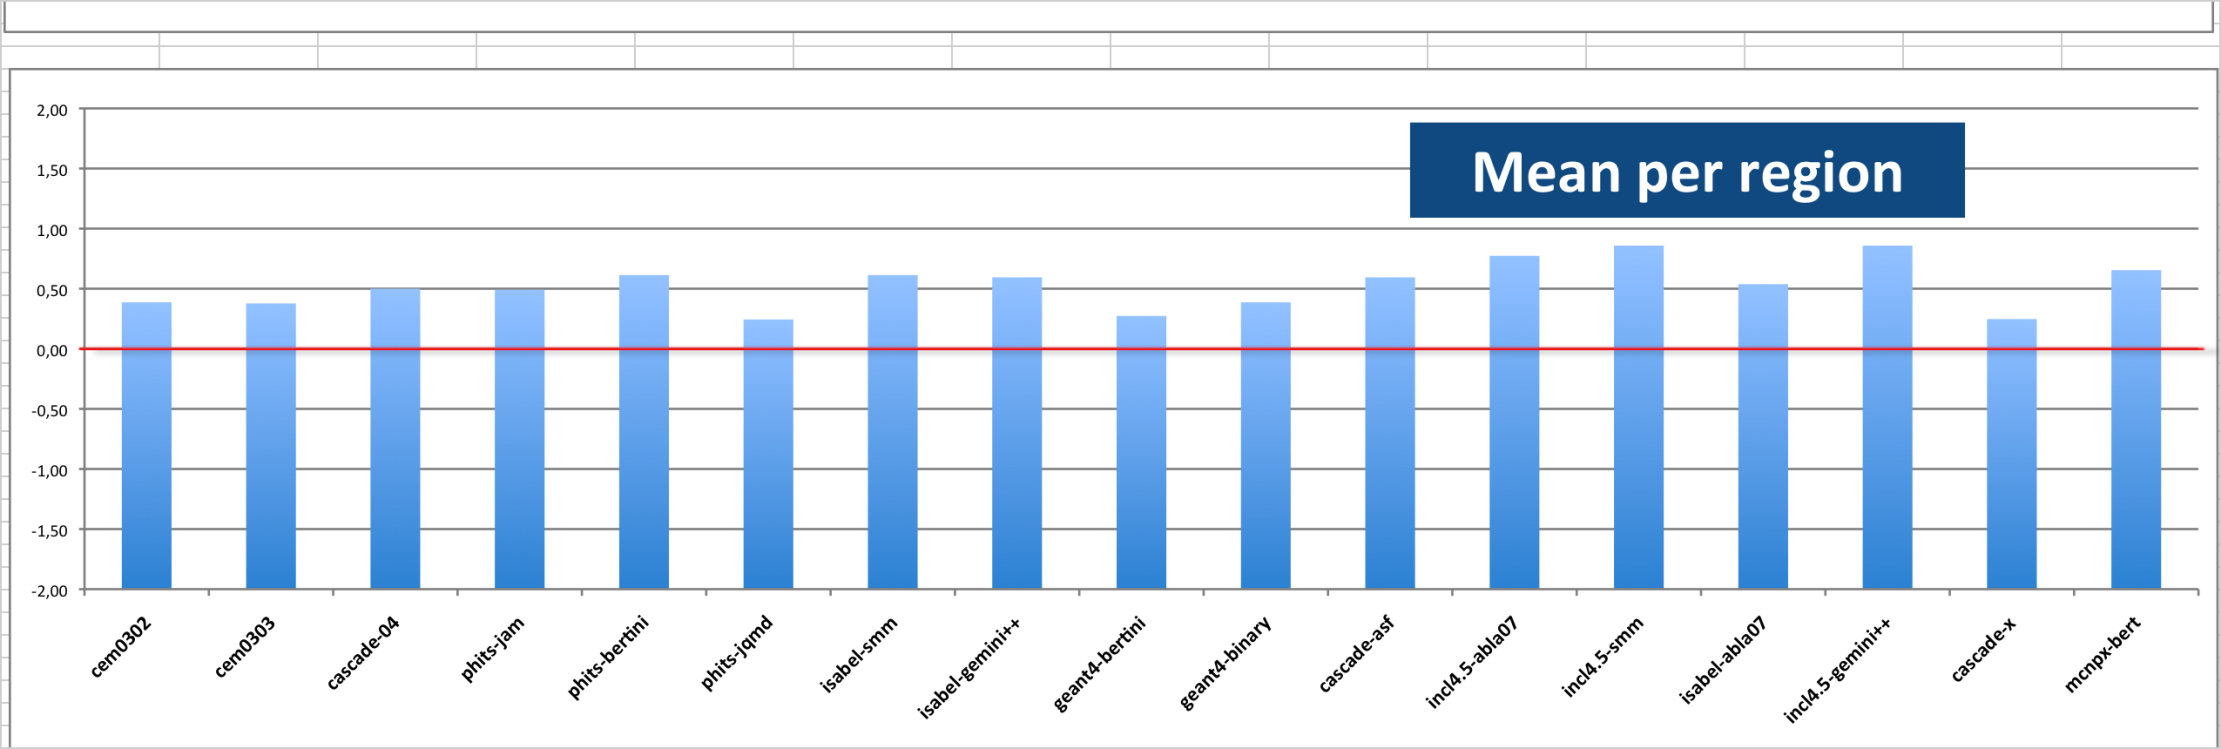 Mean per region
2,00
1,50
1,00
0,50
0,00
-0,50
-1,00
-1,50
-2,00
cem0302
cem0303
cascade-04
phits-jam
phits-bertini
phits-jqmd
isabel-smm
isabel-gemini++
geant4-bertini
geant4-binary
cascade-asf
incl4.5-abla07
incl4.5-smm
isabel-abla07
incl4.5-gemini++
cascade-x
mcnpx-bert